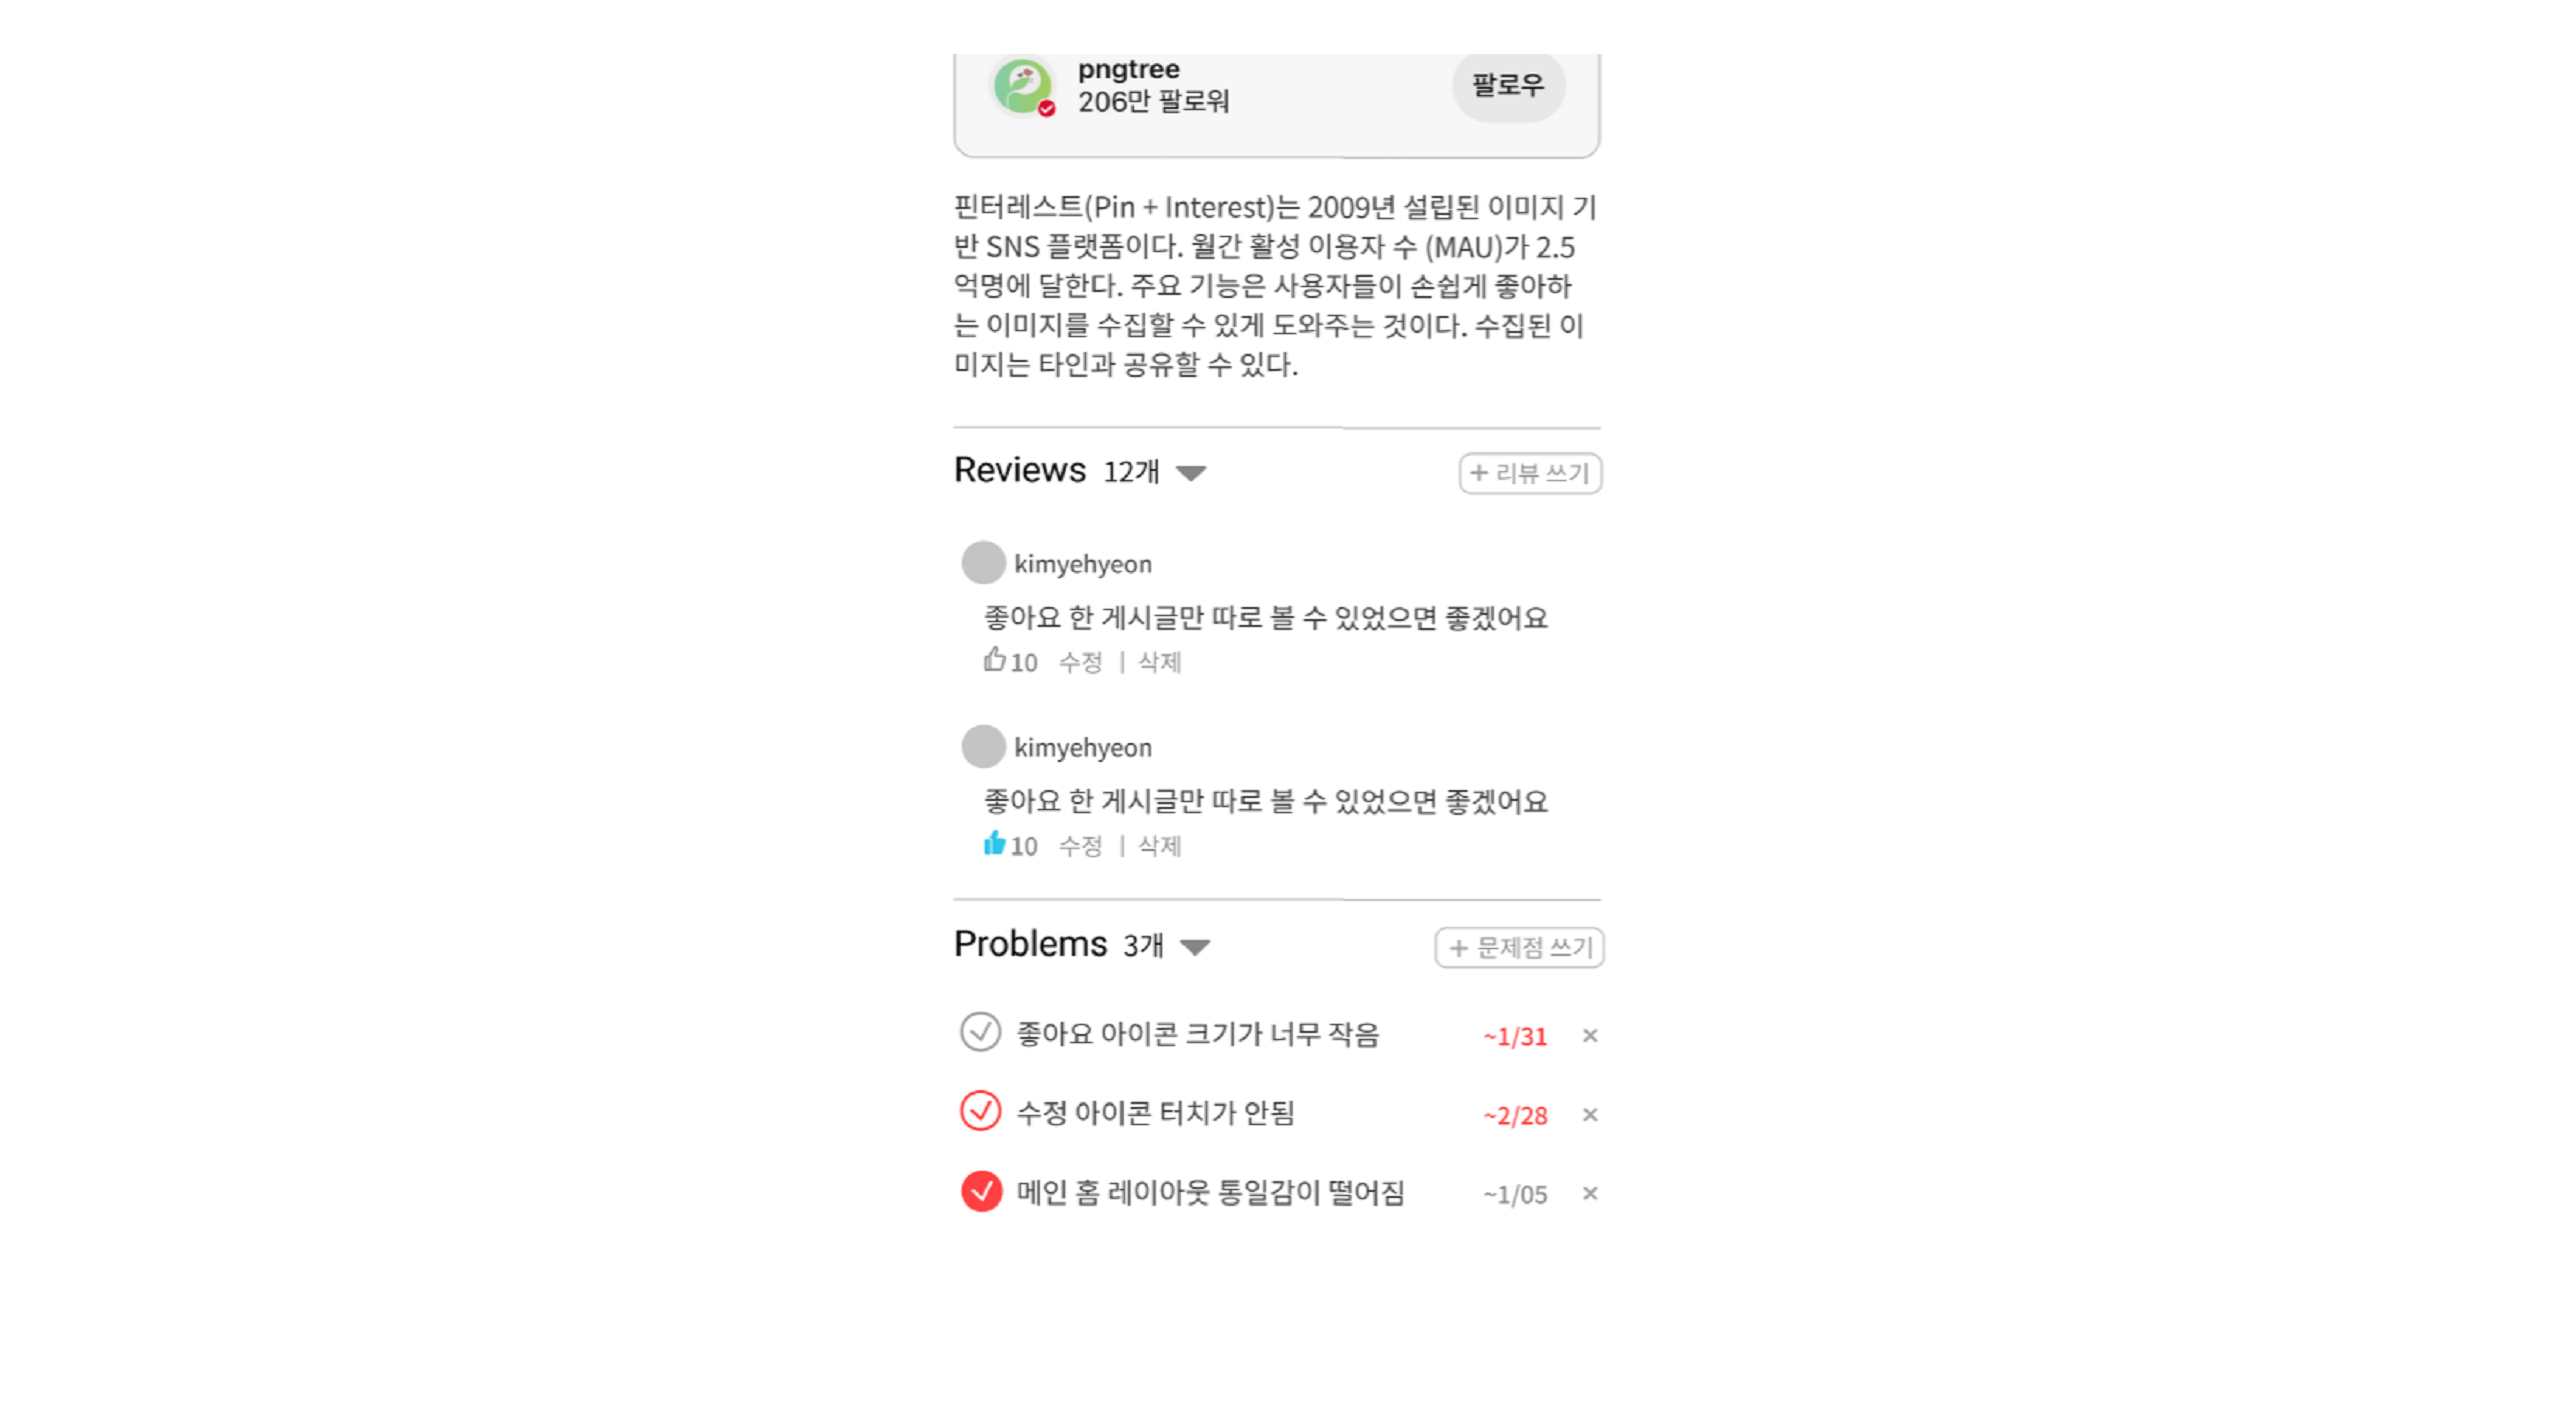 pngtree
206만 팔로워
팔로우
핀터레스트(Pin + Interest)는 2009년 설립된 이미지 기
반 SNS 플랫폼이다. 월간 활성 이용자 수 (MAU)가 2.5
억명에 달한다. 주요 기능은 사용자들이 손쉽게 좋아하
는 이미지를 수집할 수 있게 도와주는 것이다. 수집된 이
미지는 타인과 공유할 수 있다.
Reviews 12개
+ 리뷰 쓰기
kimyehyeon
좋아요 한 게시글만 따로 볼 수 있었으면 좋겠어요
10 수정 | 삭제
kimyehyeon
좋아요 한 게시글만 따로 볼 수 있었으면 좋겠어요
10 수정 | 삭제
Problems 3개
+ 문제점 쓰기
좋아요 아이콘 크기가 너무 작음 ~1/31 ×
수정 아이콘 터치가 안됨 ~2/28 ×
메인 홈 레이아웃 통일감이 떨어짐 ~1/05 ×